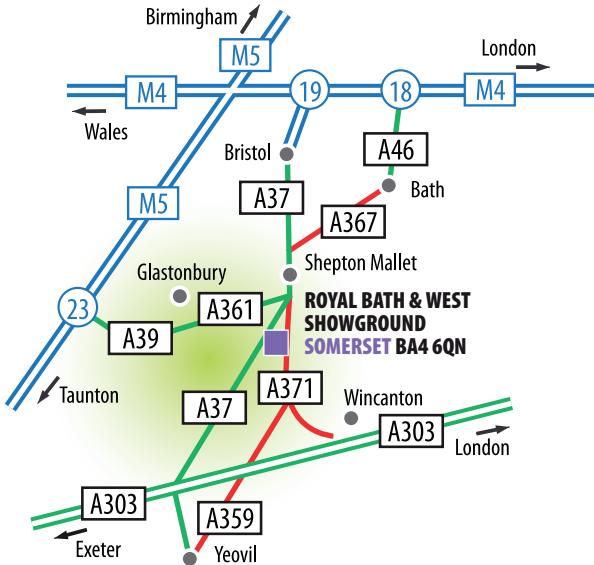 Birmingham
M5
London
M4
19
18
M4
Wales
Bristol
A46
A37
Bath
M5
A367
Shepton Mallet
Glastonbury
23
A361
ROYAL BATH & WEST
SHOWGROUND
SOMERSET BA4 6QN
A39
Taunton
A371
A37
Wincanton
A303
London
A303
A359
Exeter
Yeovil